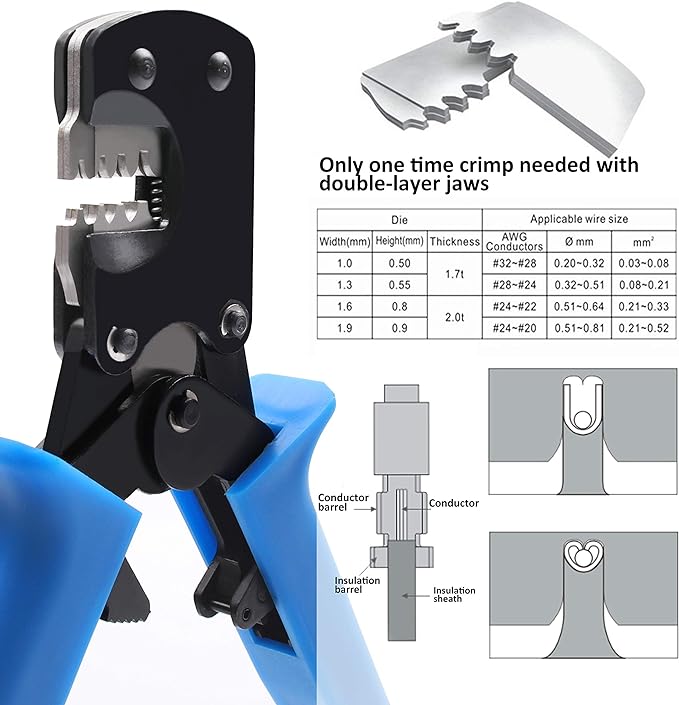 Only one time crimp needed with
double-layer jaws
Die Applicable wire size
Width(mm) Height(mm) Thickness AWG Conductors Ø mm mm²
1.0 0.50 1.7t #32~#28 0.20~0.32 0.03~0.08
1.3 0.55 #28~#24 0.32~0.51 0.08~0.21
1.6 0.8 2.0t #24~#22 0.51~0.64 0.21~0.33
1.9 0.9 #24~#20 0.51~0.81 0.21~0.52
Conductor
barrel
Conductor
Insulation
barrel
Insulation
sheath